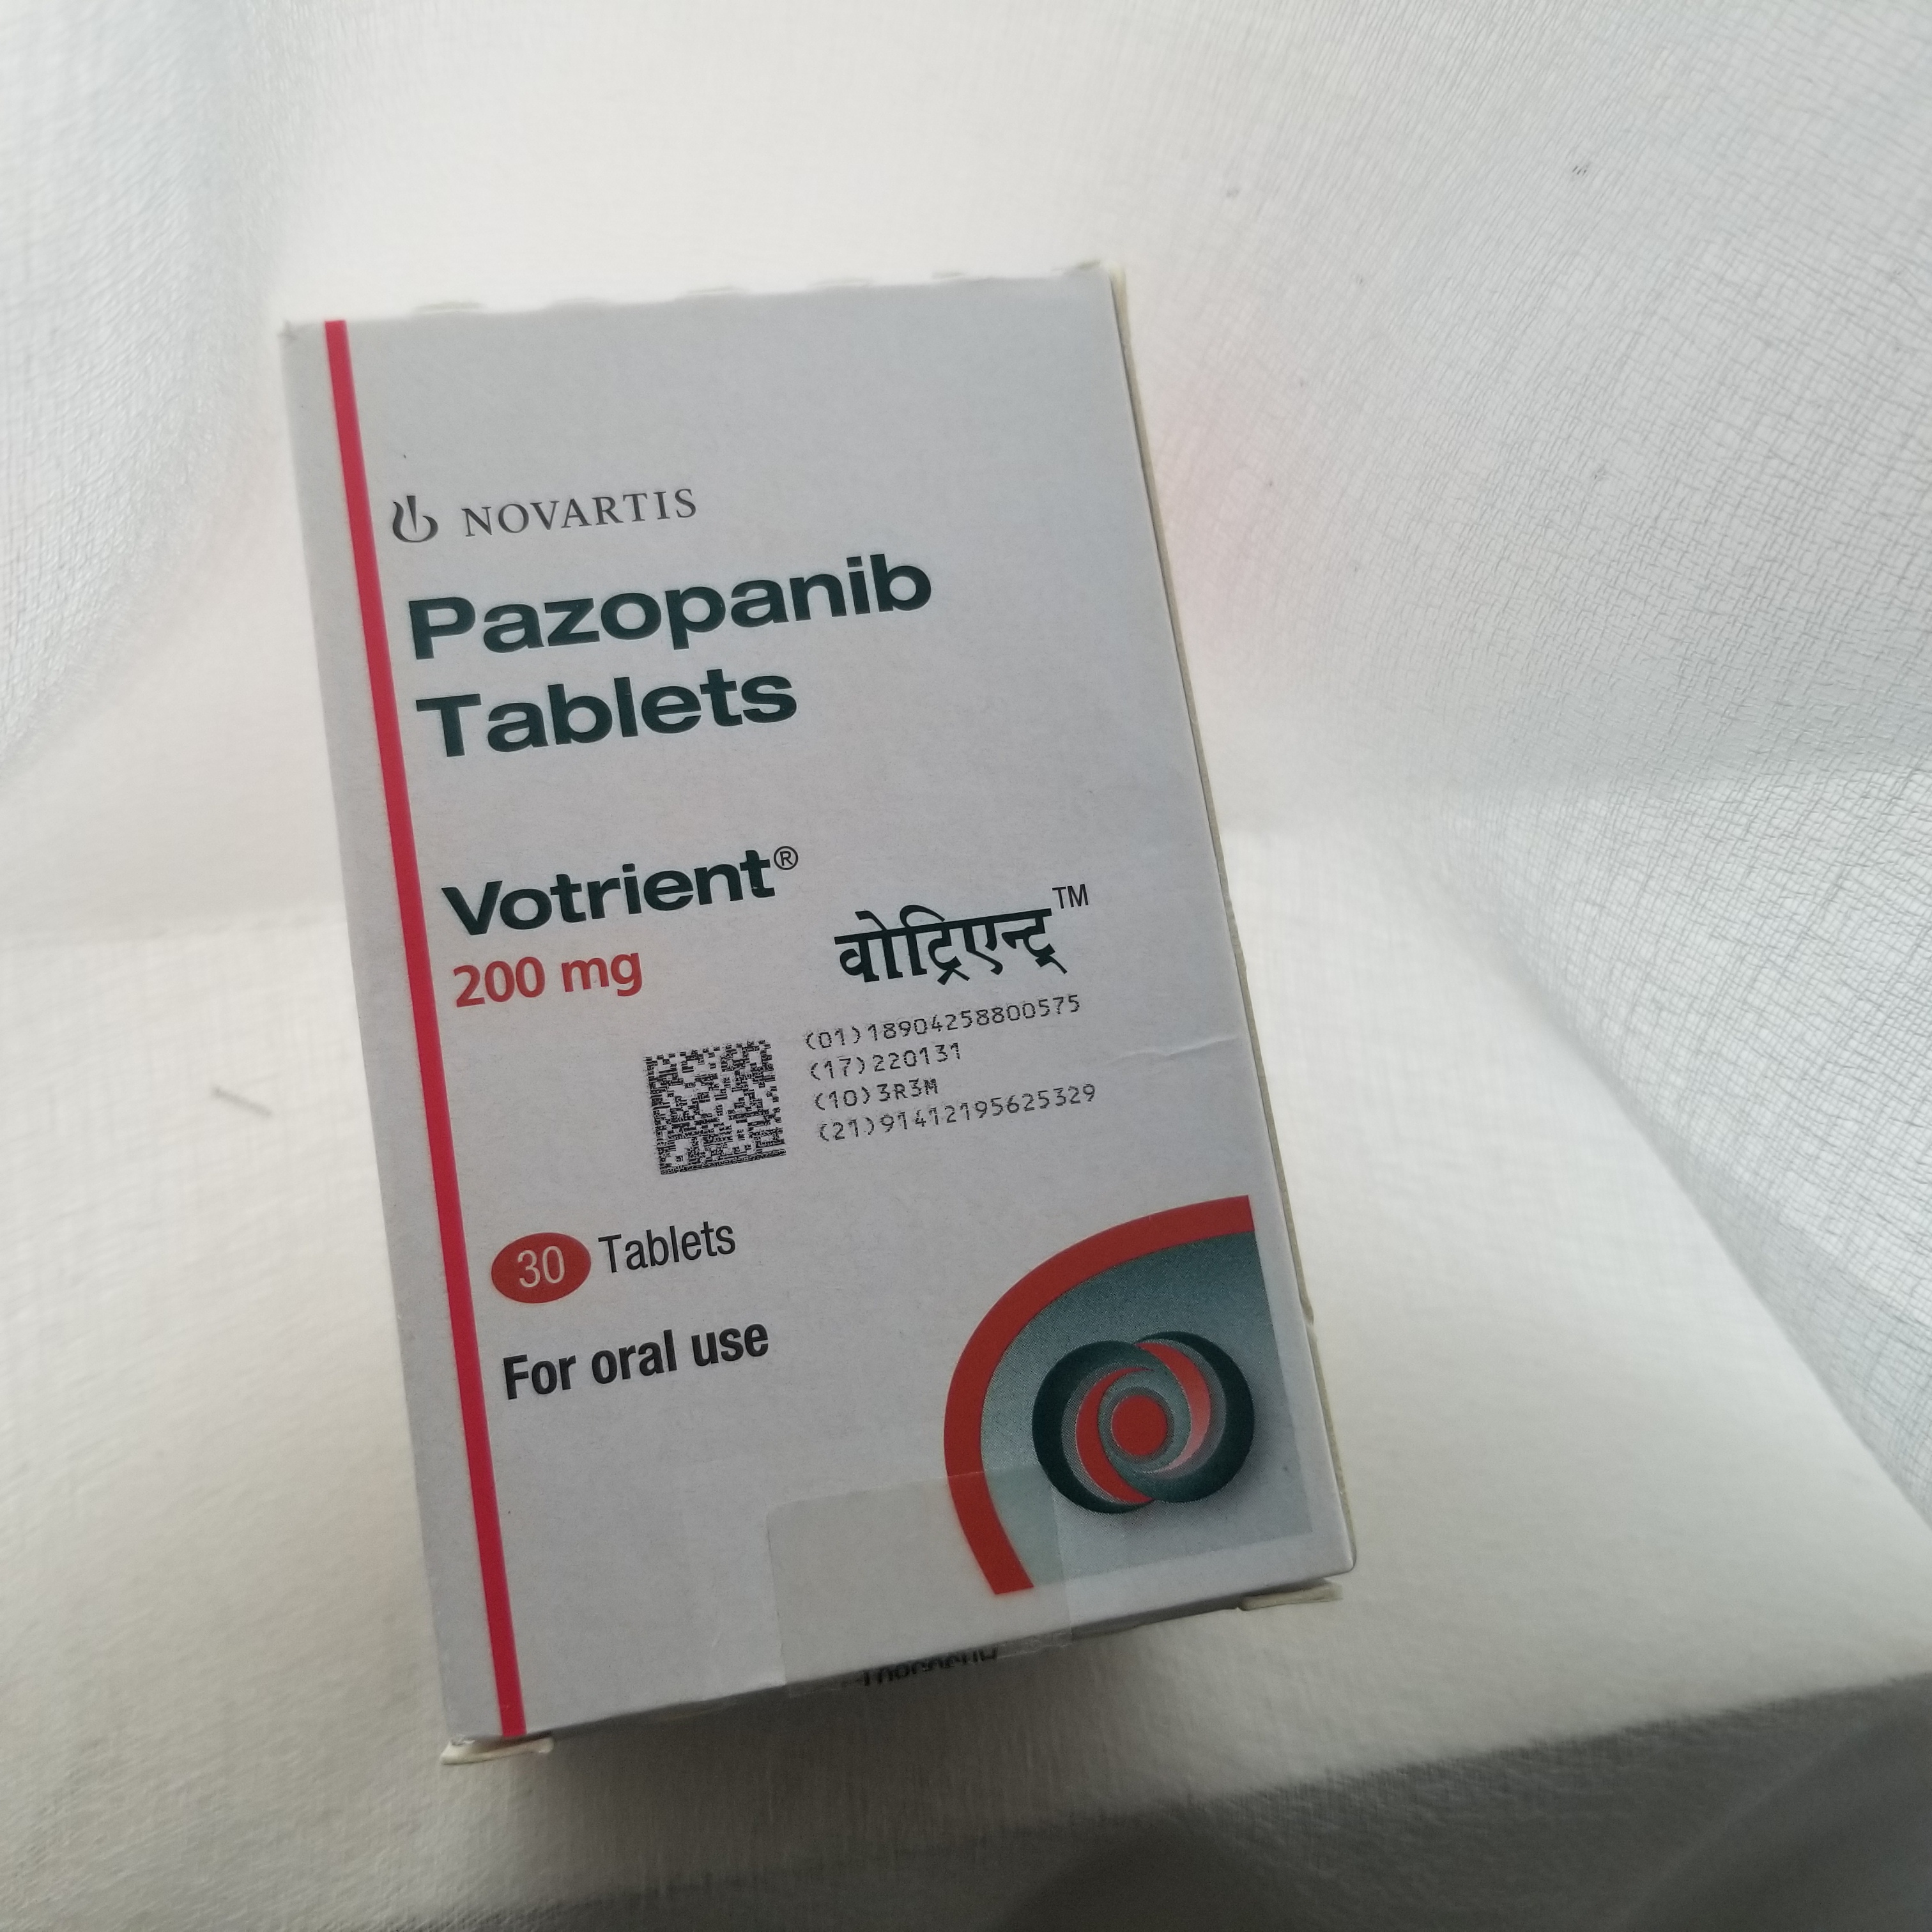 NOVARTIS
Pazopanib
Tablets
Votrient®
वोट्रिएन्ट्™
200 mg
(01)18904258800575
(17)220131
(10)3R3M
(21)91412195625329
30 Tablets
For oral use